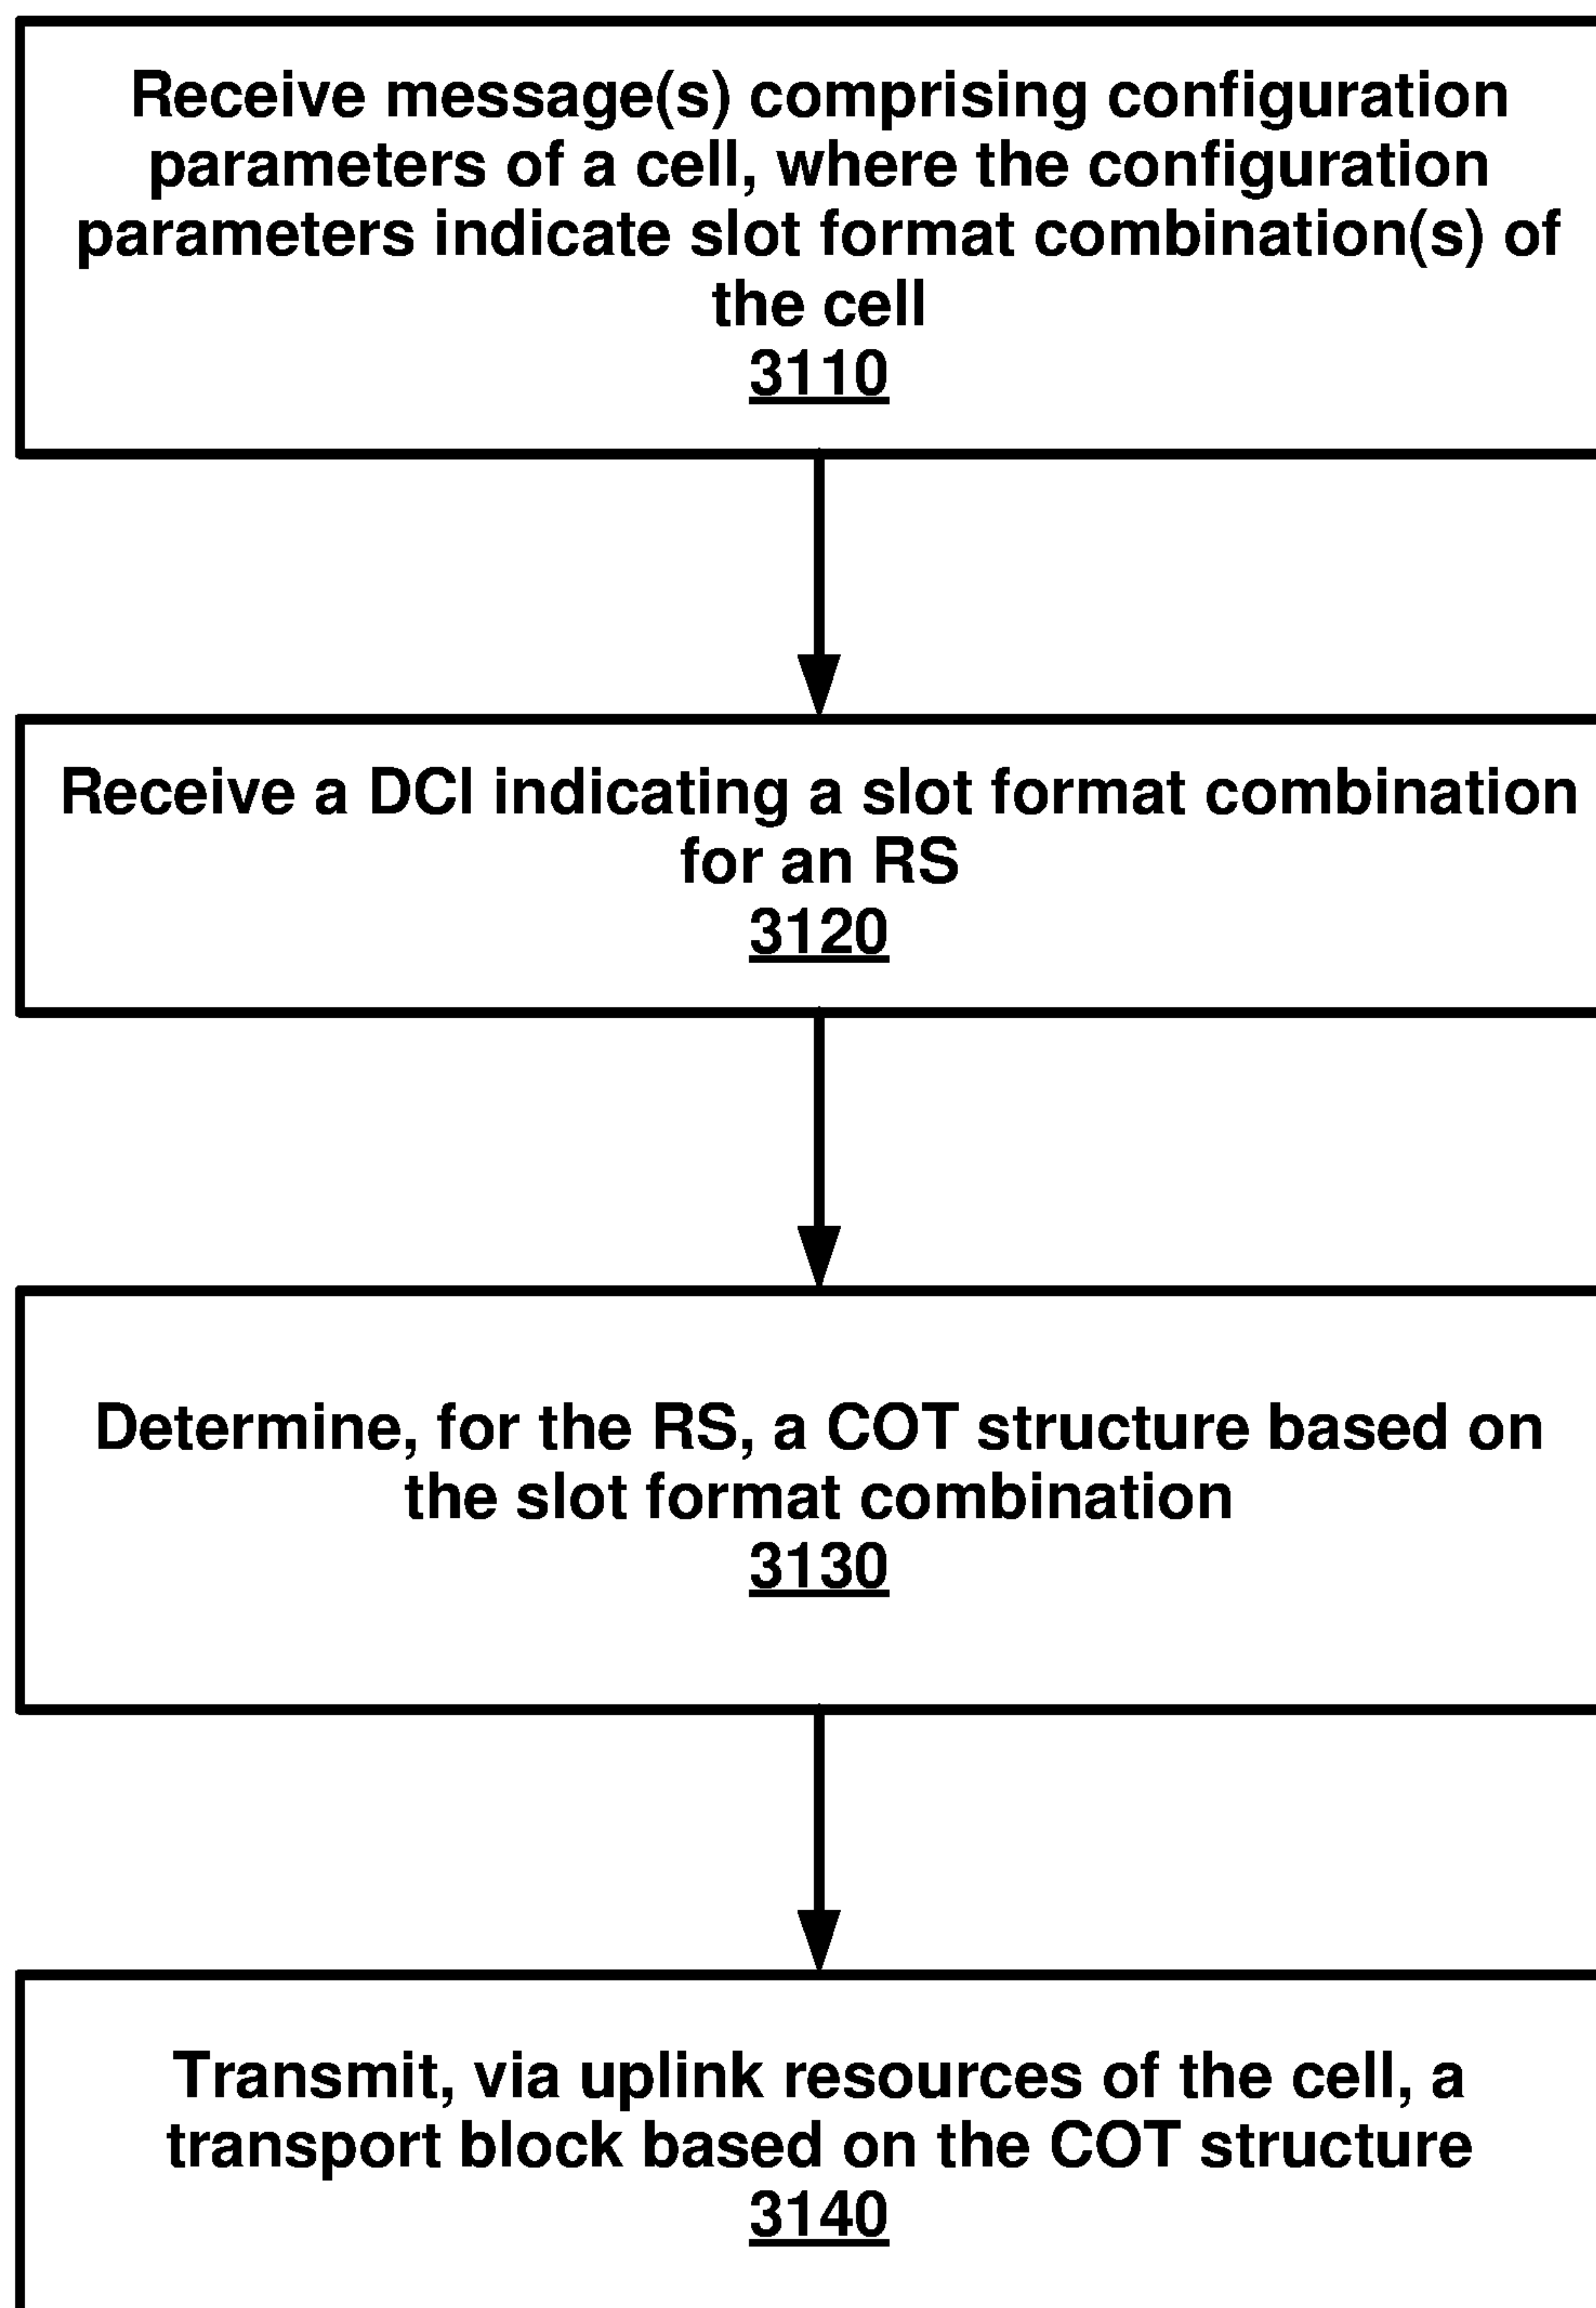 Receive message(s) comprising configuration
parameters of a cell, where the configuration
parameters indicate slot format combination(s) of
the cell
3110
Receive a DCI indicating a slot format combination
for an RS
3120
Determine, for the RS, a COT structure based on
the slot format combination
3130
Transmit, via uplink resources of the cell, a
transport block based on the COT structure
3140